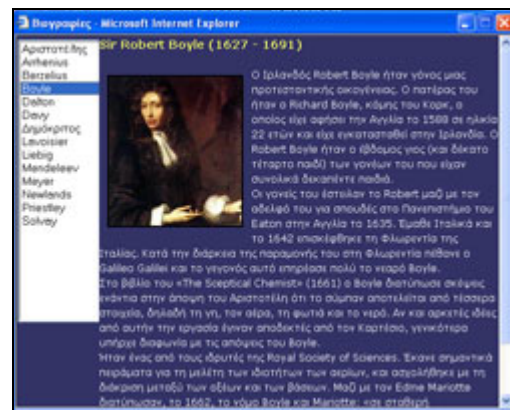 Βιογραφίες - Microsoft Internet Explorer
Αριστοτέλης
Arrhenius
Berzelius
Boyle
Dalton
Davy
Δημόκριτος
Lavoisier
Liebig
Mendeleev
Meyer
Newlands
Priestley
Solvay
Sir Robert Boyle (1627 - 1691)
Ο Ιρλανδός Robert Boyle ήταν γόνος μιας
προτεσταντικής οικογένειας. Ο πατέρας του
ήταν ο Richard Boyle, κόμης του Κορκ, ο
οποίος είχε αφήσει την Αγγλία το 1588 σε ηλικία
22 ετών και είχε εγκατασταθεί στην Ιρλανδία. Ο
Robert Boyle ήταν ο έβδομος γιος (και δέκατο
τέταρτο παιδί) των γονέων του που είχαν
συνολικά δεκαπέντε παιδιά.
Οι γονείς του έστειλαν το Robert μαζί με τον
αδελφό του για σπουδές στο Πανεπιστήμιο του
Eaton στην Αγγλία το 1635. Έμαθε Ιταλικά και
το 1642 επισκέφθηκε τη Φλωρεντία της
Ιταλίας. Κατά την διάρκεια της παραμονής του στη Φλωρεντία πέθανε ο
Galileo Galilei και το γεγονός αυτό επηρέασε πολύ το νεαρό Boyle.
Στο βιβλίο του «The Sceptical Chemist» (1661) ο Boyle διατύπωσε σκέψεις
ενάντια στην άποψη του Αριστοτέλη ότι το σύμπαν αποτελείται από τέσσερα
στοιχεία, δηλαδή τη γη, τον αέρα, τη φωτιά και το νερό. Αν και αρκετές ιδέες
από αυτήν την εργασία έγιναν αποδεκτές από τον Καρτέσιο, γενικότερα
υπήρχε διαφωνία με τις απόψεις του Boyle.
Ήταν ένας από τους ιδρυτές της Royal Society of Sciences. Έκανε σημαντικά
πειράματα για τη μελέτη των ιδιοτήτων των αερίων, και ασχολήθηκε με τη
διάκριση μεταξύ των οξέων και των βάσεων. Μαζί με τον Edme Mariotte
διατύπωσαν, το 1662, το νόμο Boyle και Mariotte: «σε σταθερή